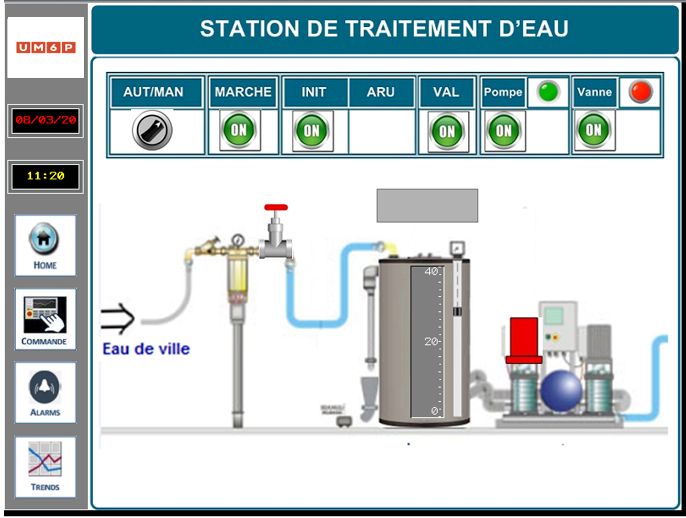 STATION DE TRAITEMENT D'EAU
UM6P
AUT/MAN MARCHE INIT ARU VAL Pompe Vanne
ON ON ON ON ON
08/03/20
11:20
HOME
COMMANDE
ALARMS
TRENDS
Eau de ville
40
20
0